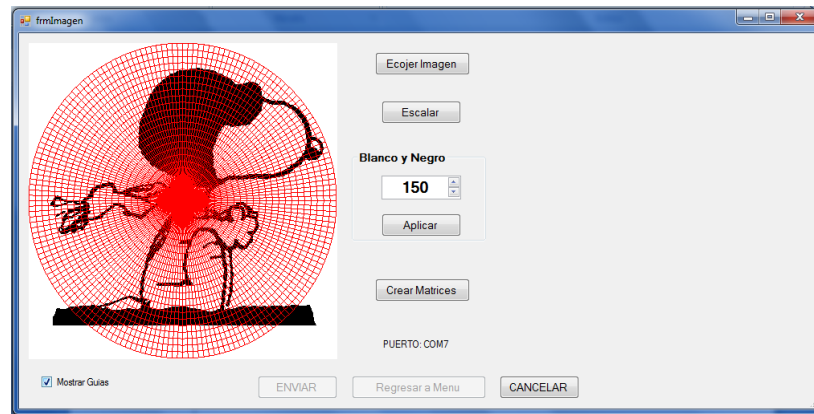 frmImagen
Ecojer Imagen
Escalar
Blanco y Negro
150
Aplicar
Crear Matrices
PUERTO: COM7
Mostrar Guias
ENVIAR
Regresar a Menu
CANCELAR